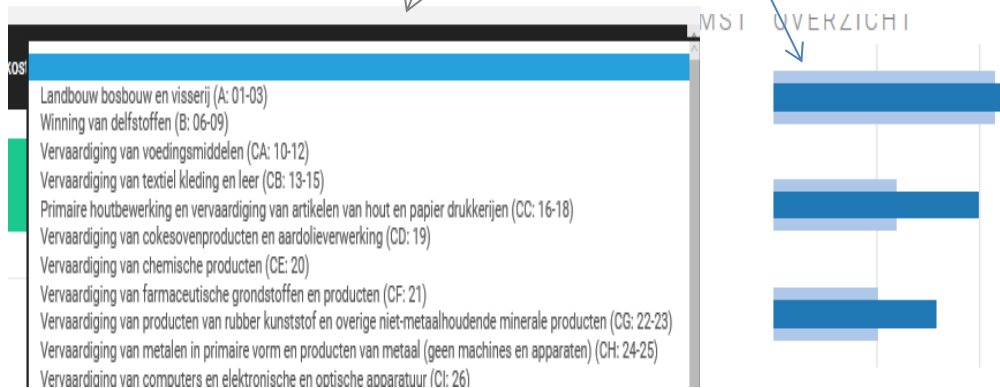 MST OVERZICHT
kost
Landbouw bosbouw en visserij (A: 01-03)
Winning van delfstoffen (B: 06-09)
Vervaardiging van voedingsmiddelen (CA: 10-12)
Vervaardiging van textiel kleding en leer (CB: 13-15)
Primaire houtbewerking en vervaardiging van artikelen van hout en papier drukkerijen (CC: 16-18)
Vervaardiging van cokesovenproducten en aardolieverwerking (CD: 19)
Vervaardiging van chemische producten (CE: 20)
Vervaardiging van farmaceutische grondstoffen en producten (CF: 21)
Vervaardiging van producten van rubber kunststof en overige niet-metaalhoudende minerale producten (CG: 22-23)
Vervaardiging van metalen in primaire vorm en producten van metaal (geen machines en apparaten) (CH: 24-25)
Vervaardiging van computers en elektronische en optische apparatuur (CI: 26)